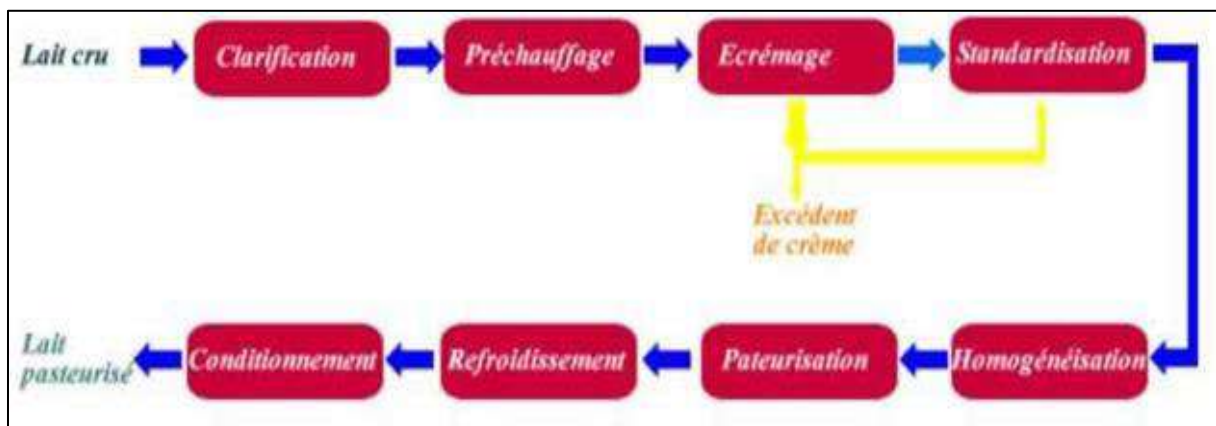 Lait cru
Clarification
Préchauffage
Ecrémage
Standardisation
Excédent
de crème
Lait
pasteurisé
Conditionnement
Refroidissement
Pateurisation
Homogénéisation